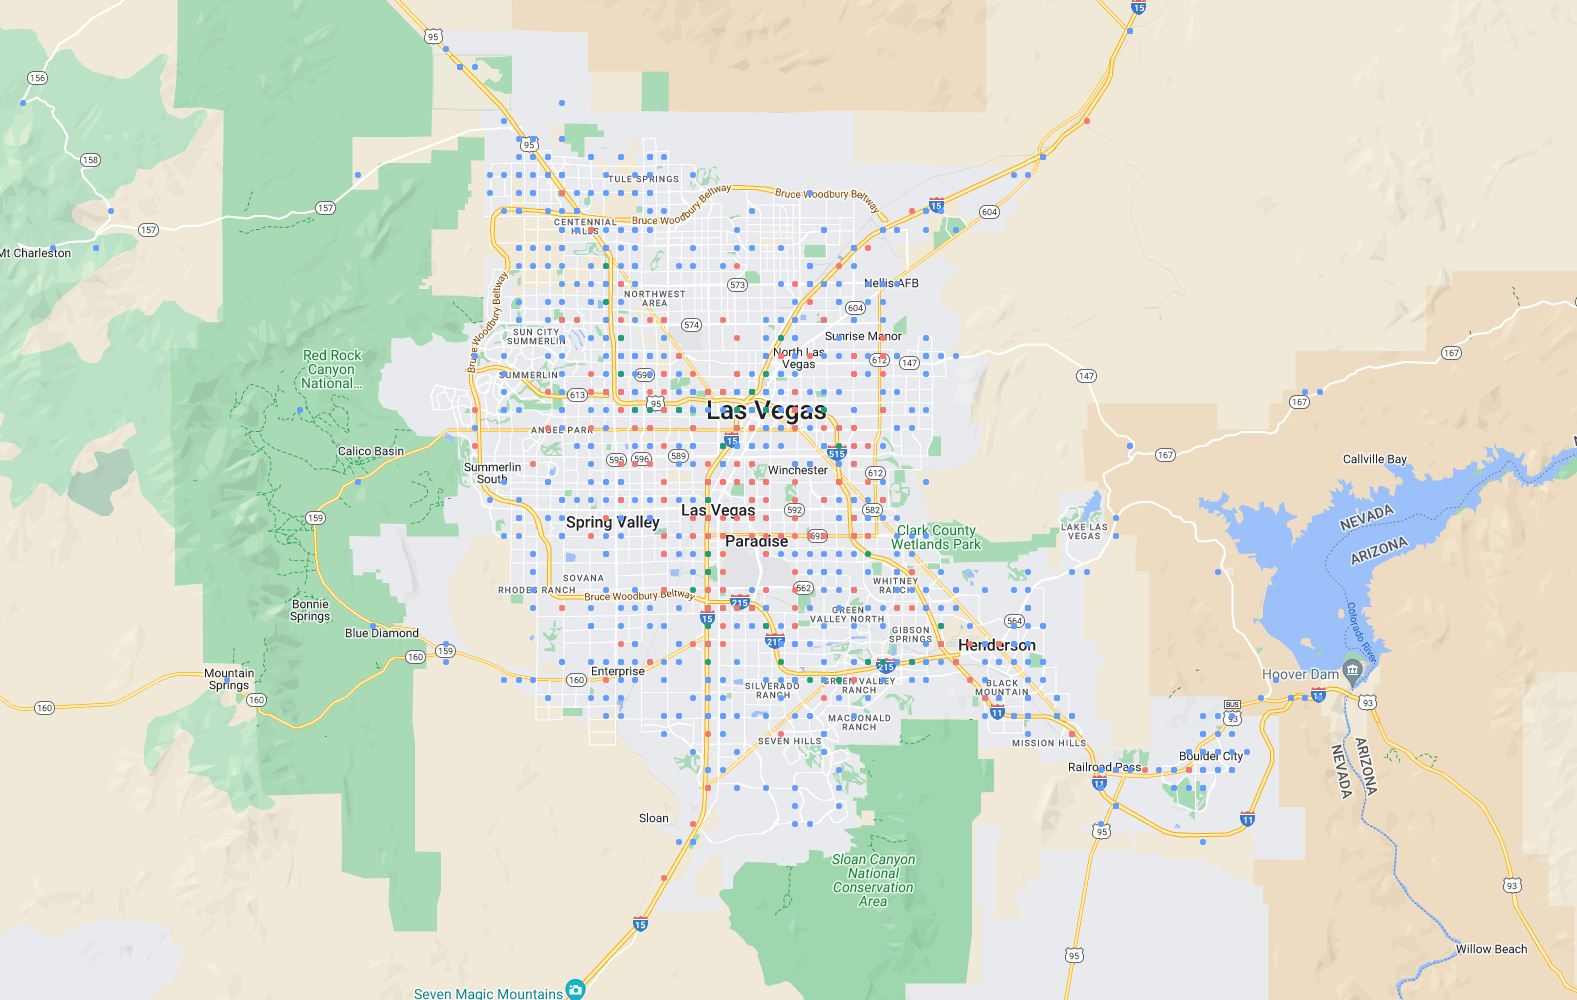 15
95
156
95
158
TULE SPRINGS
Bruce Woodbury Beltway
Bruce Woodbury Beltway
15
157
157
604
CENTENNIAL
HILLS
Bruce Woodbury Beltway
Mt Charleston
573
Nellis AFB
NORTHWEST
AREA
604
574
SUN CITY
SUMMERLIN
Sunrise Manor
North Las
Vegas
612
147
167
Red Rock
Canyon
National...
SUMMERLIN
147
613
95
167
Las Vegas
ANGEL PARK
15
Calico Basin
595
596
589
515
167
Callville Bay
Summerlin
South
Winchester
612
159
Las Vegas
592
582
NEVADA
Spring Valley
LAKE LAS
VEGAS
Clark County
Wetlands Park
Paradise
593
ARIZONA
SOVANA
RHODES RANCH
Bruce Woodbury Beltway
215
562
WHITNEY
RANCH
Bonnie
Springs
15
GREEN
VALLEY NORTH
564
Colorado River
Blue Diamond
215
GIBSON
SPRINGS
Henderson
159
160
Mountain
Springs
Enterprise
215
Hoover Dam
160
160
160
SILVERADO
RANCH
GREEN VALLEY
RANCH
BLACK
MOUNTAIN
11
93
BUS
93
MACDONALD
RANCH
11
SEVEN HILLS
MISSION HILLS
Boulder City
ARIZONA
NEVADA
Railroad Pass
11
Sloan
11
95
Sloan Canyon
National
Conservation
Area
93
15
95
Willow Beach
Seven Magic Mountains